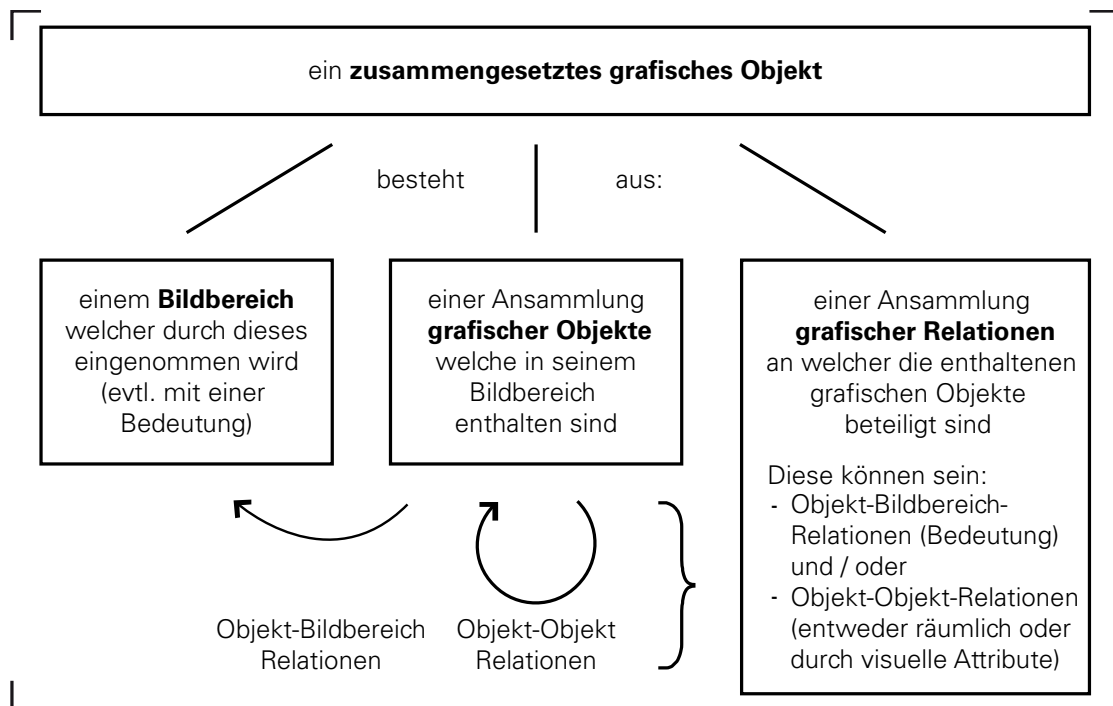 ein zusammengesetztes grafisches Objekt
besteht
aus:
einem Bildbereich
welcher durch dieses
eingenommen wird
(evtl. mit einer
Bedeutung)
einer Ansammlung
grafischer Objekte
welche in seinem
Bildbereich
enthalten sind
einer Ansammlung
grafischer Relationen
an welcher die enthaltenen
grafischen Objekte
beteiligt sind
Diese können sein:
- Objekt-Bildbereich-
Relationen (Bedeutung)
und / oder
- Objekt-Objekt-Relationen
(entweder räumlich oder
durch visuelle Attribute)
Objekt-Bildbereich
Relationen
Objekt-Objekt
Relationen